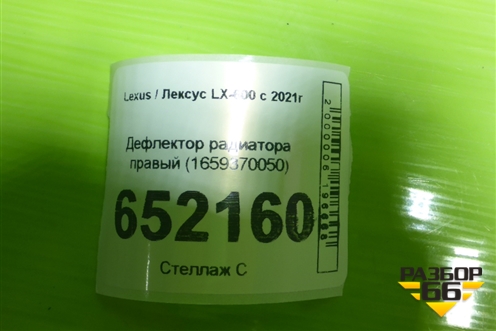 Lexus / Лексус LX-600 с 2021г
Дефлектор радиатора
правый (1659370050)
652160
Стеллаж С
РАЗБОР
66